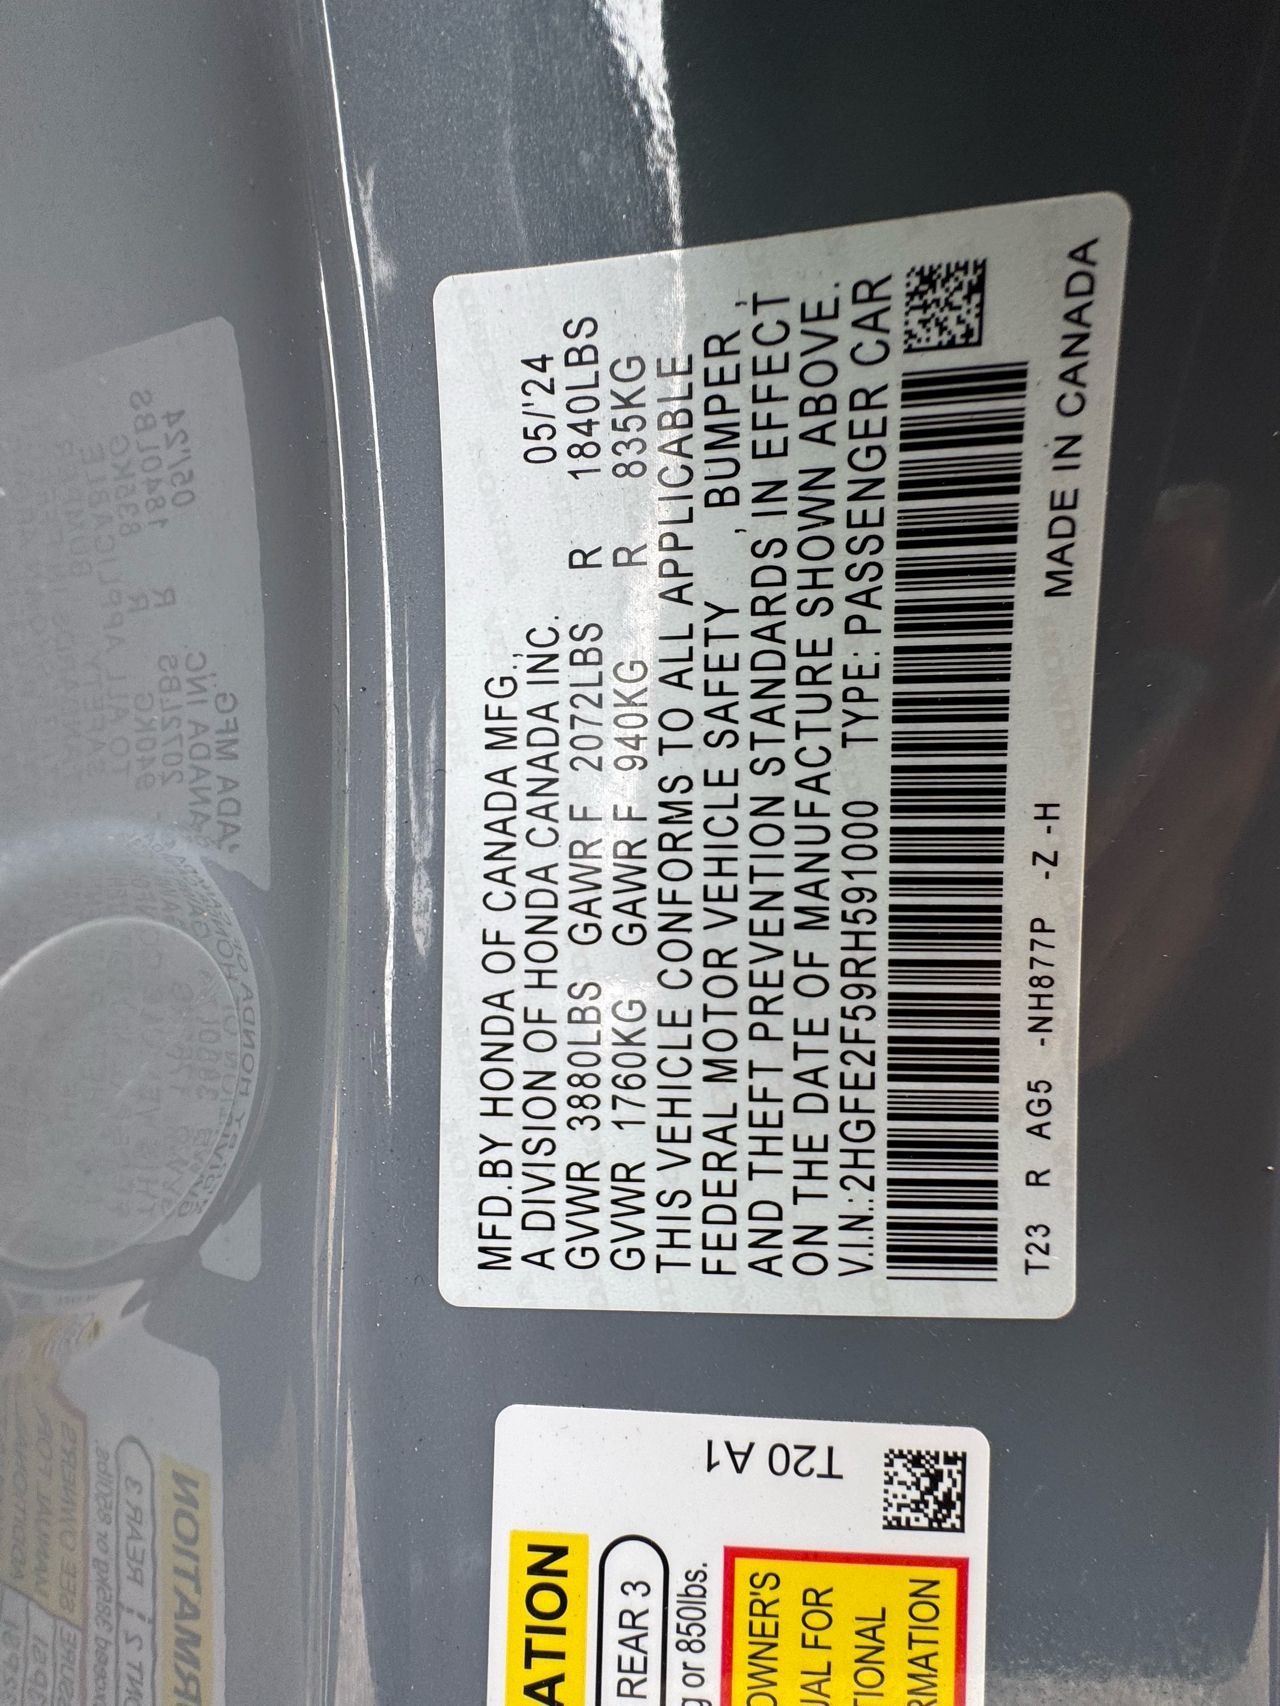 MFD.BY HONDA OF CANADA MFG.,
A DIVISION OF HONDA CANADA INC. 05/'24
GVWR 3880LBS GAWR F 2072LBS R 1840LBS
GVWR 1760KG GAWR F 940KG R 835KG
THIS VEHICLE CONFORMS TO ALL APPLICABLE
FEDERAL MOTOR VEHICLE SAFETY , BUMPER ,
AND THEFT PREVENTION STANDARDS IN EFFECT
ON THE DATE OF MANUFACTURE SHOWN ABOVE.
V.I.N.:2HGFE2F59RH591000 TYPE: PASSENGER CAR
T23 R AG5 -NH877P -Z -H MADE IN CANADA
T20 A1
ATION
REAR 3
g or 850lbs.
OWNER'S
UAL FOR
TIONAL
RMATION